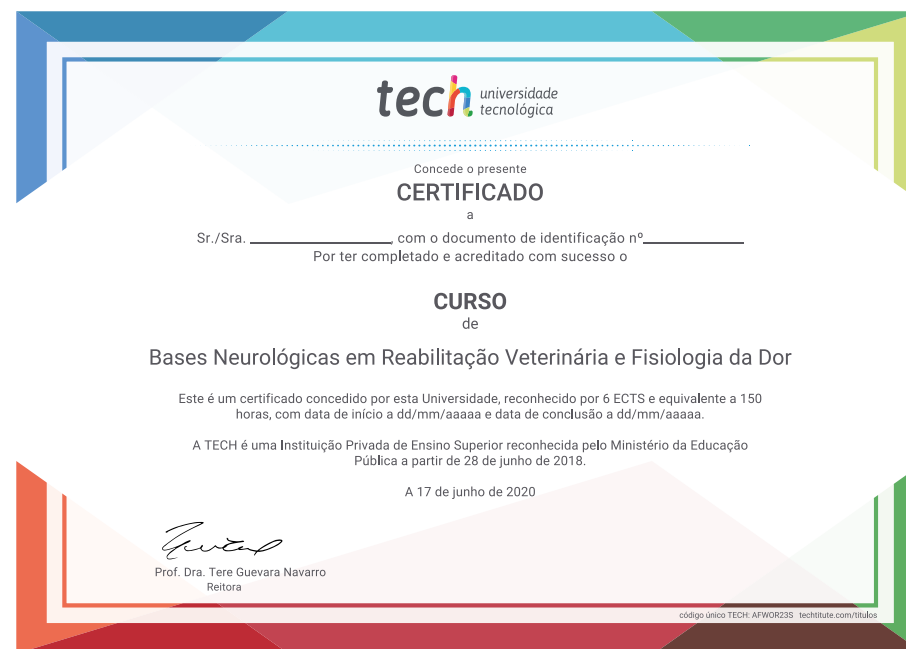 tech universidade
tecnológica
Concede o presente
CERTIFICADO
a
Sr./Sra. ____________, com o documento de identificação nº____________
Por ter completado e acreditado com sucesso o
CURSO
de
Bases Neurológicas em Reabilitação Veterinária e Fisiologia da Dor
Este é um certificado concedido por esta Universidade, reconhecido por 6 ECTS e equivalente a 150
horas, com data de início a dd/mm/aaaaa e data de conclusão a dd/mm/aaaaa.
A TECH é uma Instituição Privada de Ensino Superior reconhecida pelo Ministério da Educação
Pública a partir de 28 de junho de 2018.
A 17 de junho de 2020
Prof. Dra. Tere Guevara Navarro
Reitora
código único TECH: AFWOR23S techtitute.com/titulos